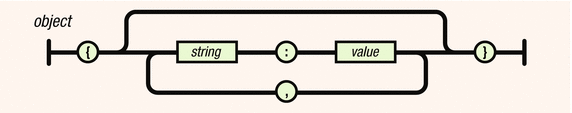 object
{ string : value }
,